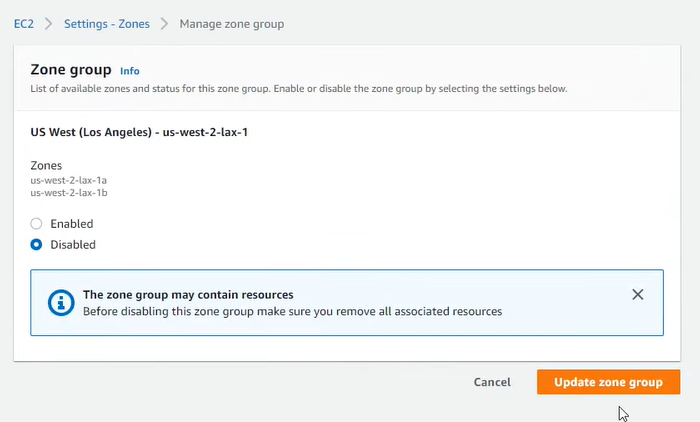 EC2 Settings - Zones Manage zone group
Zone group Info
List of available zones and status for this zone group. Enable or disable the zone group by selecting the settings below.
US West (Los Angeles) - us-west-2-lax-1
Zones
us-west-2-lax-1a
us-west-2-lax-1b
Enabled
Disabled
The zone group may contain resources
Before disabling this zone group make sure you remove all associated resources
Cancel Update zone group